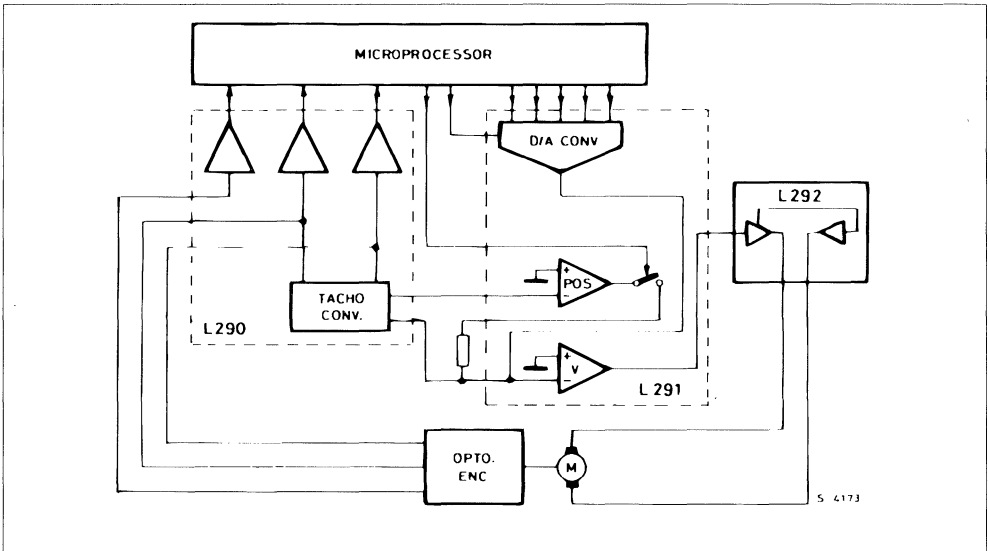 MICROPROCESSOR
D/A CONV
L292
+
POS
−
TACHO
CONV.
L290
+
V
−
L291
OPTO.
ENC
M
S 4173